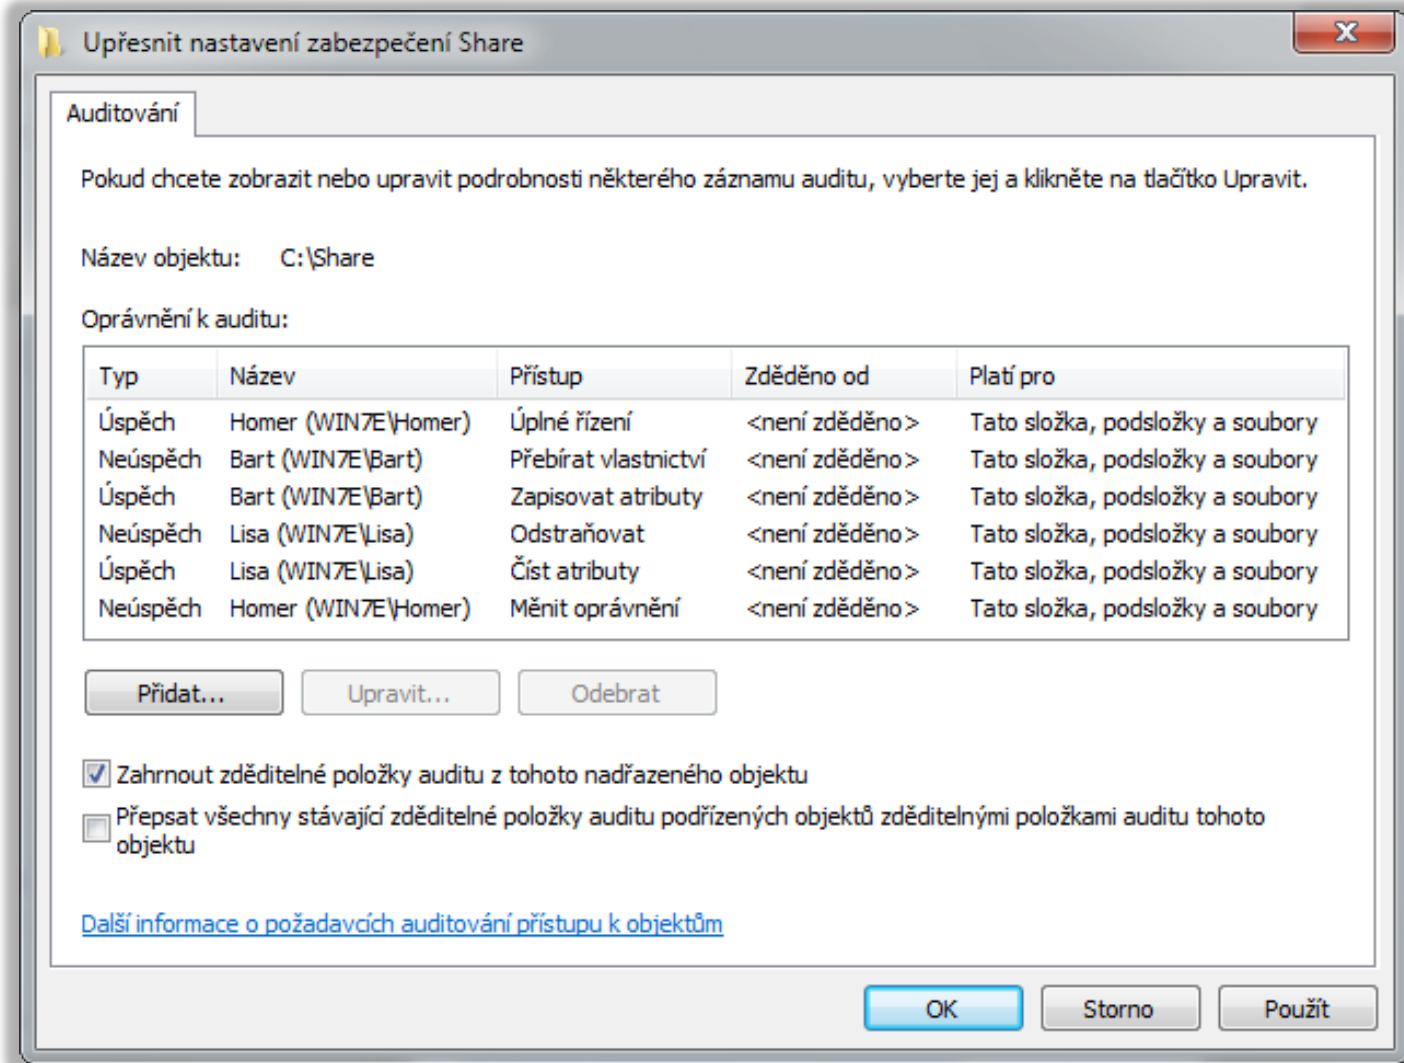 Upřesnit nastavení zabezpečení Share
Auditování
Pokud chcete zobrazit nebo upravit podrobnosti některého záznamu auditu, vyberte jej a klikněte na tlačítko Upravit.
Název objektu: C:\Share
Oprávnění k auditu:
Typ Název Přístup Zděděno od Platí pro
Úspěch Homer (WIN7E\Homer) Úplné řízení <není zděděno> Tato složka, podsložky a soubory
Neúspěch Bart (WIN7E\Bart) Přebírat vlastnictví <není zděděno> Tato složka, podsložky a soubory
Úspěch Bart (WIN7E\Bart) Zapisovat atributy <není zděděno> Tato složka, podsložky a soubory
Neúspěch Lisa (WIN7E\Lisa) Odstraňovat <není zděděno> Tato složka, podsložky a soubory
Úspěch Lisa (WIN7E\Lisa) Číst atributy <není zděděno> Tato složka, podsložky a soubory
Neúspěch Homer (WIN7E\Homer) Měnit oprávnění <není zděděno> Tato složka, podsložky a soubory
Přidat... Upravit... Odebrat
Zahrnout zděditelné položky auditu z tohoto nadřazeného objektu
Přepsat všechny stávající zděditelné položky auditu podřízených objektů zděditelnými položkami auditu tohoto
objektu
Další informace o požadavcích auditování přístupu k objektům
OK Storno Použít